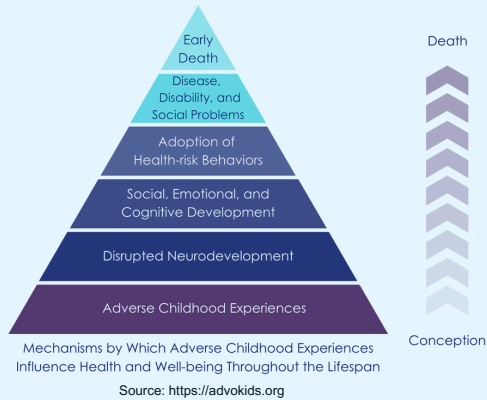 Early
Death
Death
Disease,
Disability, and
Social Problems
Adoption of
Health-risk Behaviors
Social, Emotional, and
Cognitive Development
Disrupted Neurodevelopment
Adverse Childhood Experiences
Conception
Mechanisms by Which Adverse Childhood Experiences
Influence Health and Well-being Throughout the Lifespan
Source: https://advokids.org